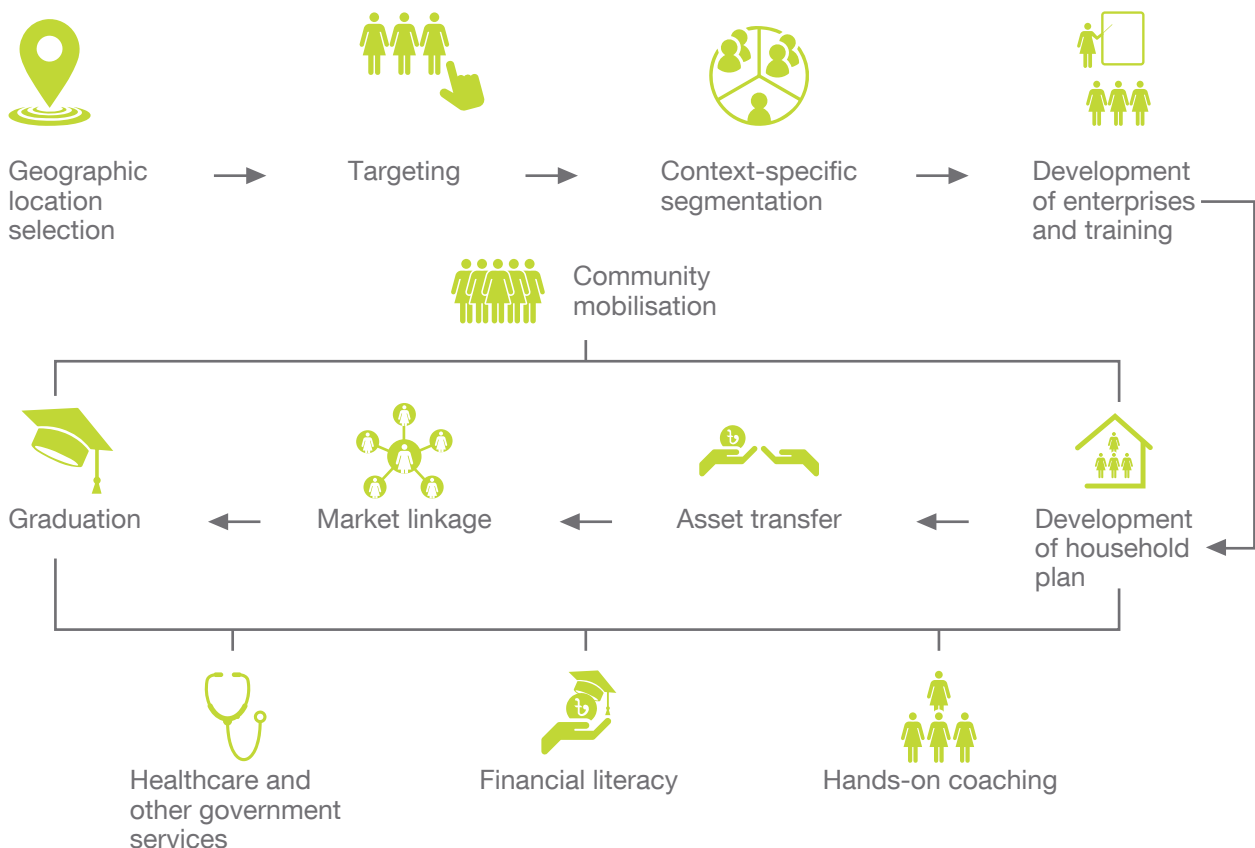 Geographic
location
selection
Targeting
Context-specific
segmentation
Development
of enterprises
and training
Community
mobilisation
Graduation
Market linkage
৳
Asset transfer
Development
of household
plan
Healthcare and
other government
services
৳
Financial literacy
Hands-on coaching